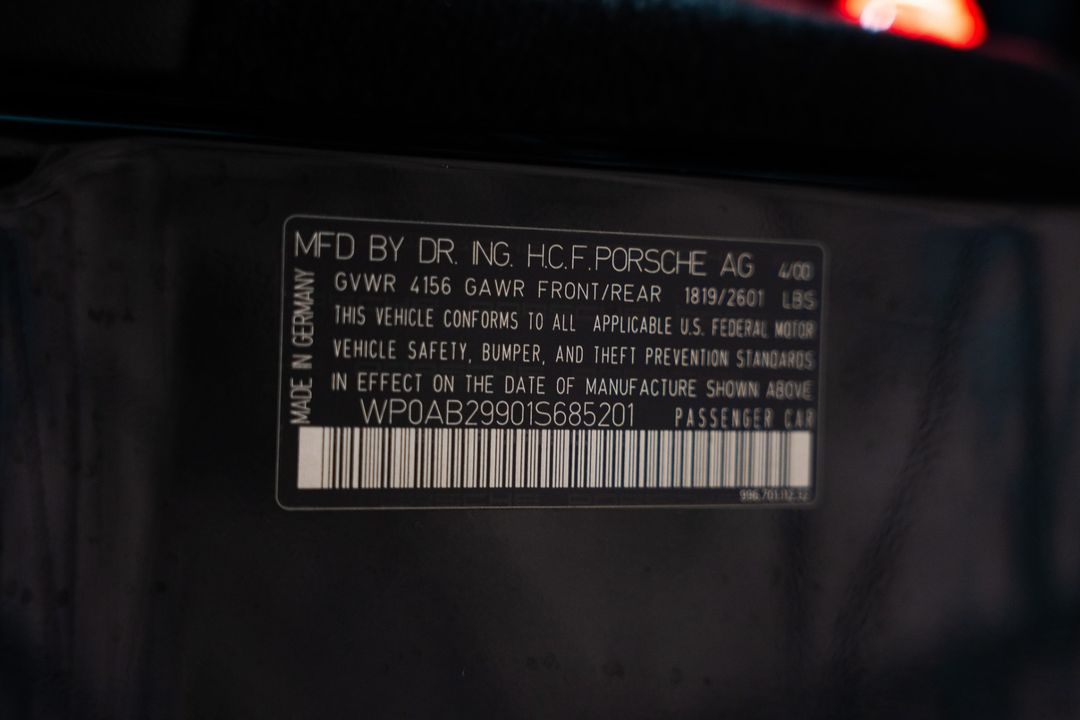 MFD BY DR. ING. H.C.F. PORSCHE AG 4/00
GVWR 4156 GAWR FRONT/REAR 1819/2601 LBS
THIS VEHICLE CONFORMS TO ALL APPLICABLE U.S. FEDERAL MOTOR
VEHICLE SAFETY, BUMPER, AND THEFT PREVENTION STANDARDS
IN EFFECT ON THE DATE OF MANUFACTURE SHOWN ABOVE
WP0AB29901S685201 PASSENGER CAR
MADE IN GERMANY